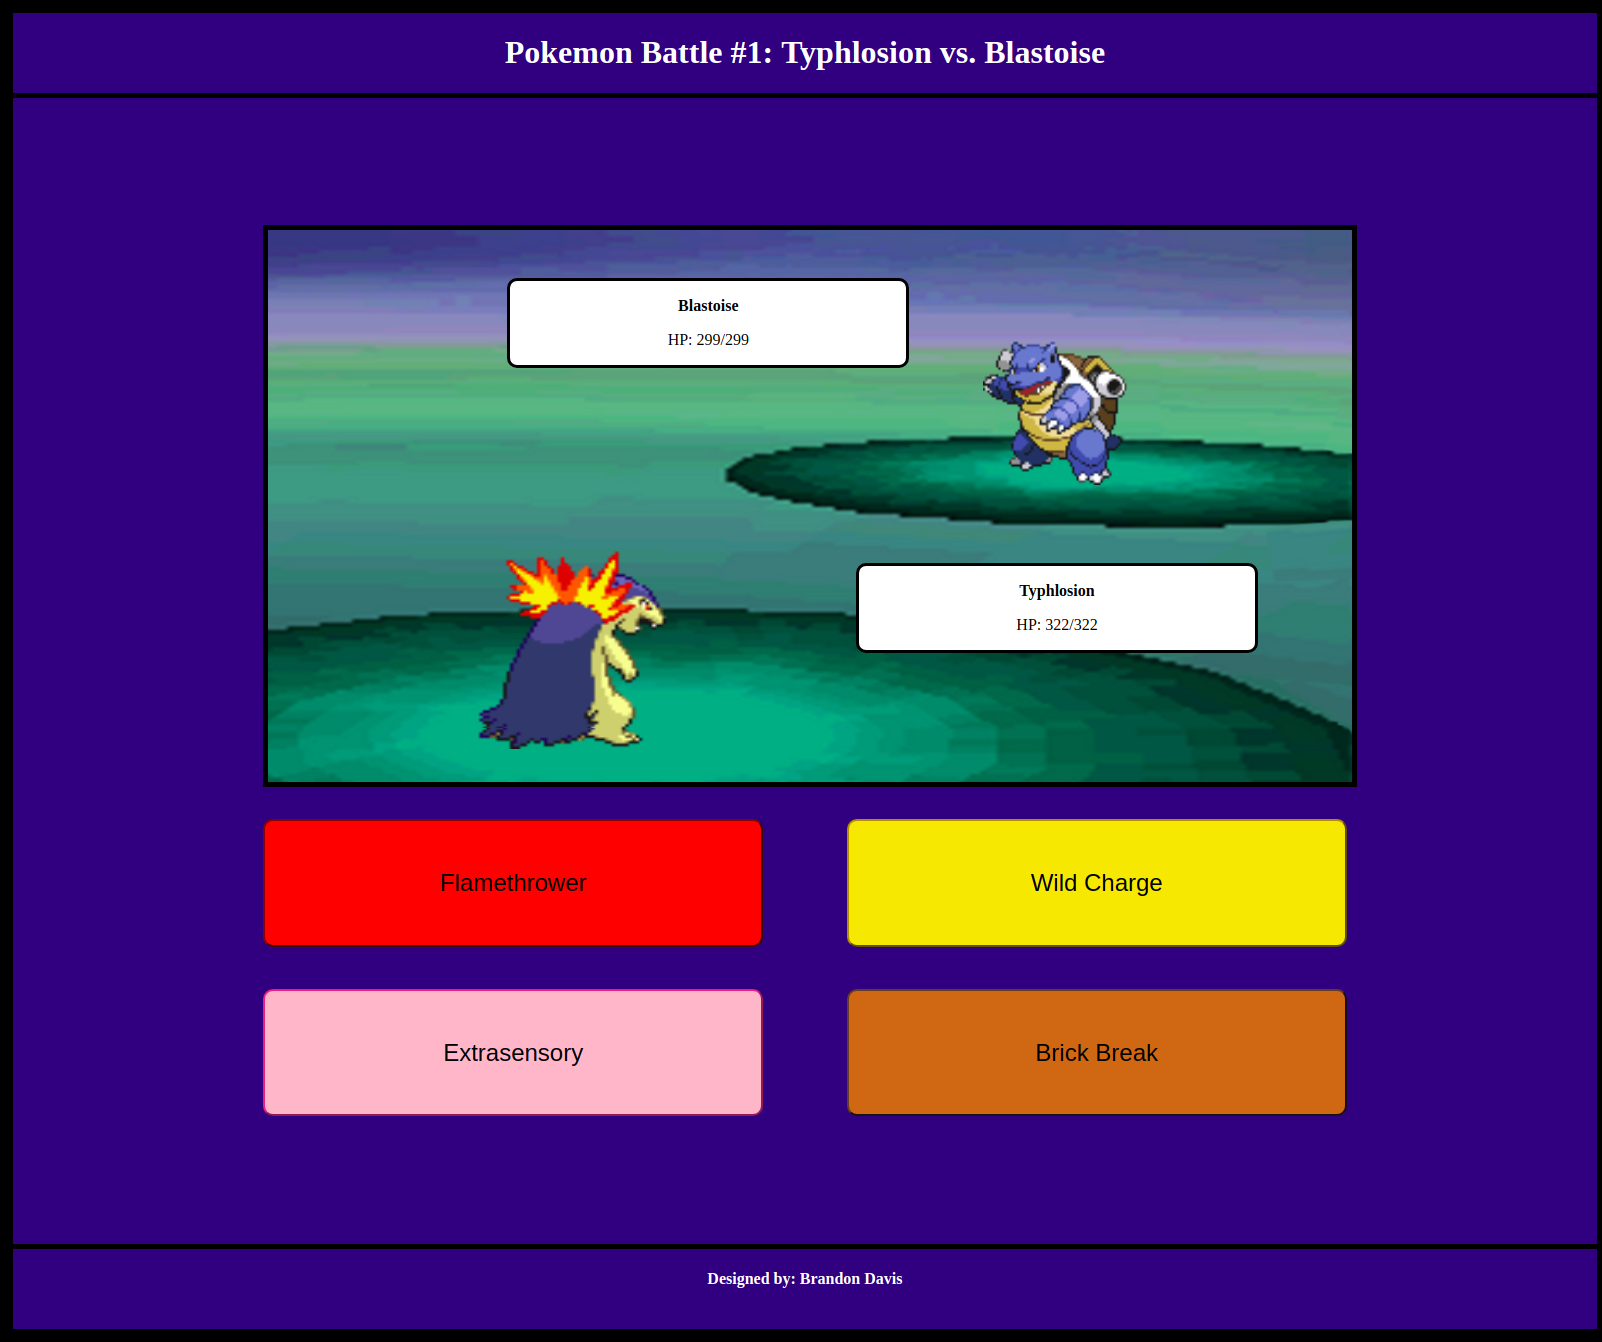 Pokemon Battle #1: Typhlosion vs. Blastoise
Blastoise
HP: 299/299
Typhlosion
HP: 322/322
Flamethrower
Wild Charge
Extrasensory
Brick Break
Designed by: Brandon Davis